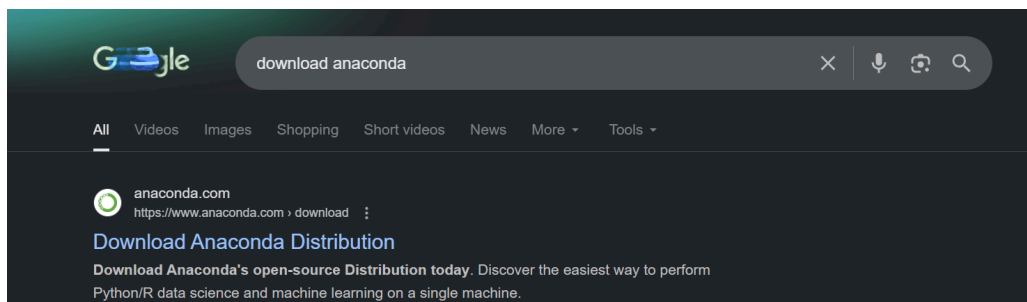 Google
download anaconda
All Videos Images Shopping Short videos News More Tools
anaconda.com
https://www.anaconda.com › download
Download Anaconda Distribution
Download Anaconda's open-source Distribution today. Discover the easiest way to perform
Python/R data science and machine learning on a single machine.